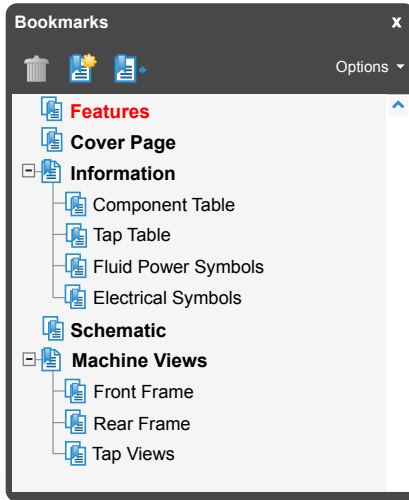 Bookmarks x
Options
Features
Cover Page
Information
Component Table
Tap Table
Fluid Power Symbols
Electrical Symbols
Schematic
Machine Views
Front Frame
Rear Frame
Tap Views